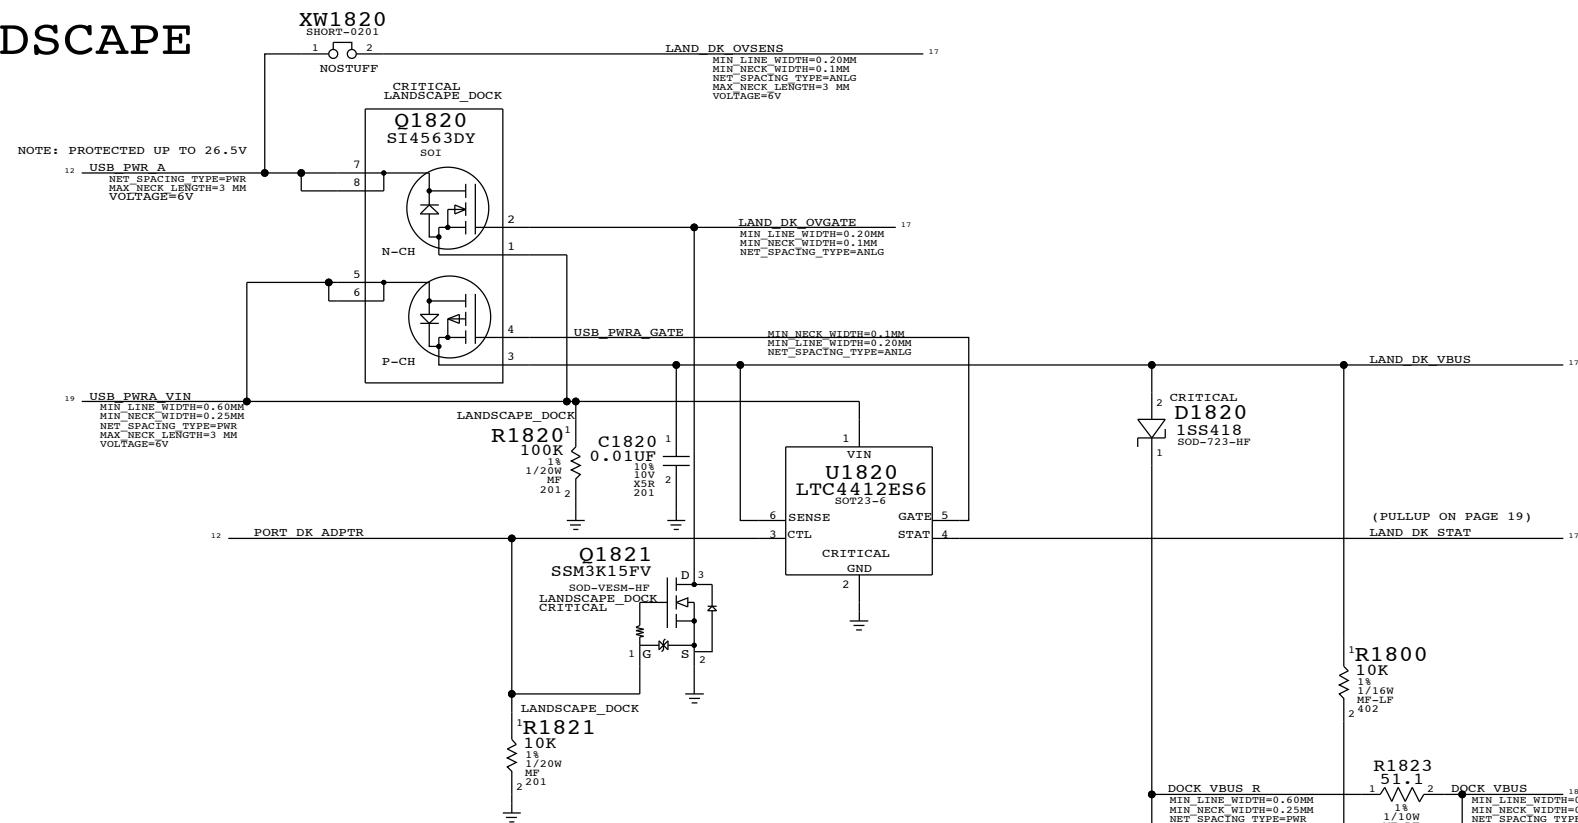 DSCAPE
XW1820
SHORT-0201
1 2
NOSTUFF
LAND_DK_OVSENS
17
MIN_LINE_WIDTH=0.20MM
MIN_NECK_WIDTH=0.1MM
NET_SPACING_TYPE=ANLG
MAX_NECK_LENGTH=3 MM
VOLTAGE=6V
CRITICAL
LANDSCAPE_DOCK
Q1820
SI4563DY
SOI
NOTE: PROTECTED UP TO 26.5V
12 USB_PWR_A
NET_SPACING_TYPE=PWR
MAX_NECK_LENGTH=3 MM
VOLTAGE=6V
7
8
2
1
N-CH
LAND_DK_OVGATE
17
MIN_LINE_WIDTH=0.20MM
MIN_NECK_WIDTH=0.1MM
NET_SPACING_TYPE=ANLG
5
6
4
3
P-CH
USB_PWRA_GATE
MIN_NECK_WIDTH=0.1MM
MIN_LINE_WIDTH=0.20MM
NET_SPACING_TYPE=ANLG
LAND_DK_VBUS
17
19 USB_PWRA_VIN
MIN_LINE_WIDTH=0.60MM
MIN_NECK_WIDTH=0.25MM
NET_SPACING_TYPE=PWR
MAX_NECK_LENGTH=3 MM
VOLTAGE=6V
LANDSCAPE_DOCK
R1820
1
100K
1%
1/20W
MF
201
2
C1820
1
0.01UF
10%
10V
X5R
201
2
2
CRITICAL
D1820
1SS418
SOD-723-HF
1
1
VIN
U1820
LTC4412ES6
SOT23-6
6 SENSE
GATE 5
3 CTL
STAT 4
CRITICAL
GND
2
(PULLUP ON PAGE 19)
LAND_DK_STAT
17
12 PORT_DK_ADPTR
Q1821
SSM3K15FV
SOD-VESM-HF
LANDSCAPE_DOCK
CRITICAL
D 3
1 G S 2
LANDSCAPE_DOCK
1
R1821
10K
1%
1/20W
MF
201
2
1
R1800
10K
1%
1/16W
MF-LF
402
2
R1823
51.1
1 2
1%
1/10W
DOCK_VBUS_R
MIN_LINE_WIDTH=0.60MM
MIN_NECK_WIDTH=0.25MM
NET_SPACING_TYPE=PWR
DOCK_VBUS
18
MIN_LINE_WIDTH=
MIN_NECK_WIDTH=
NET_SPACING_TYP